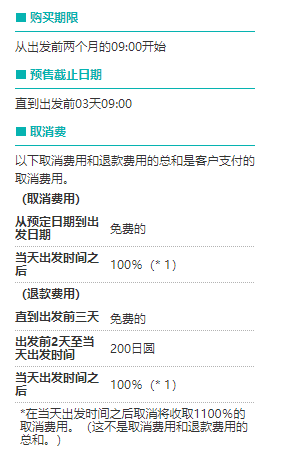 购买期限
从出发前两个月的09:00开始
预售截止日期
直到出发前03天09:00
取消费
以下取消费用和退款费用的总和是客户支付的
取消费用。
（取消费用）
从预定日期到出
发日期
免费的
当天出发时间之
后
100%（* 1）
（退款费用）
直到出发前三天
免费的
出发前2天至当
天出发时间
200日圆
当天出发时间之
后
100%（* 1）
*在当天出发时间之后取消将收取1100%的
取消费用。（这不是取消费用和退款费用的
总和。）